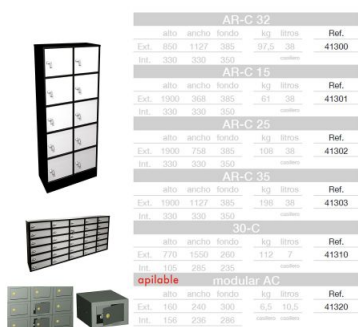 AR-C 32
alto ancho fondo kg litros Ref.
Ext. 850 1127 385 97,5 38 41300
Int. 330 330 350
AR-C 15
alto ancho fondo kg litros Ref.
Ext. 1900 368 385 61 38 41301
Int. 330 330 350
AR-C 25
alto ancho fondo kg litros Ref.
Ext. 1900 758 385 108 38 41302
Int. 330 330 350
AR-C 35
alto ancho fondo kg litros Ref.
Ext. 1900 1127 385 198 38 41303
Int. 330 330 350
30-C
alto ancho fondo kg litros Ref.
Ext. 770 1550 260 112 7 41310
Int. 105 285 235
apilable modular AC
alto ancho fondo kg litros Ref.
Ext. 160 240 300 6,5 10,5 41320
Int. 156 236 286